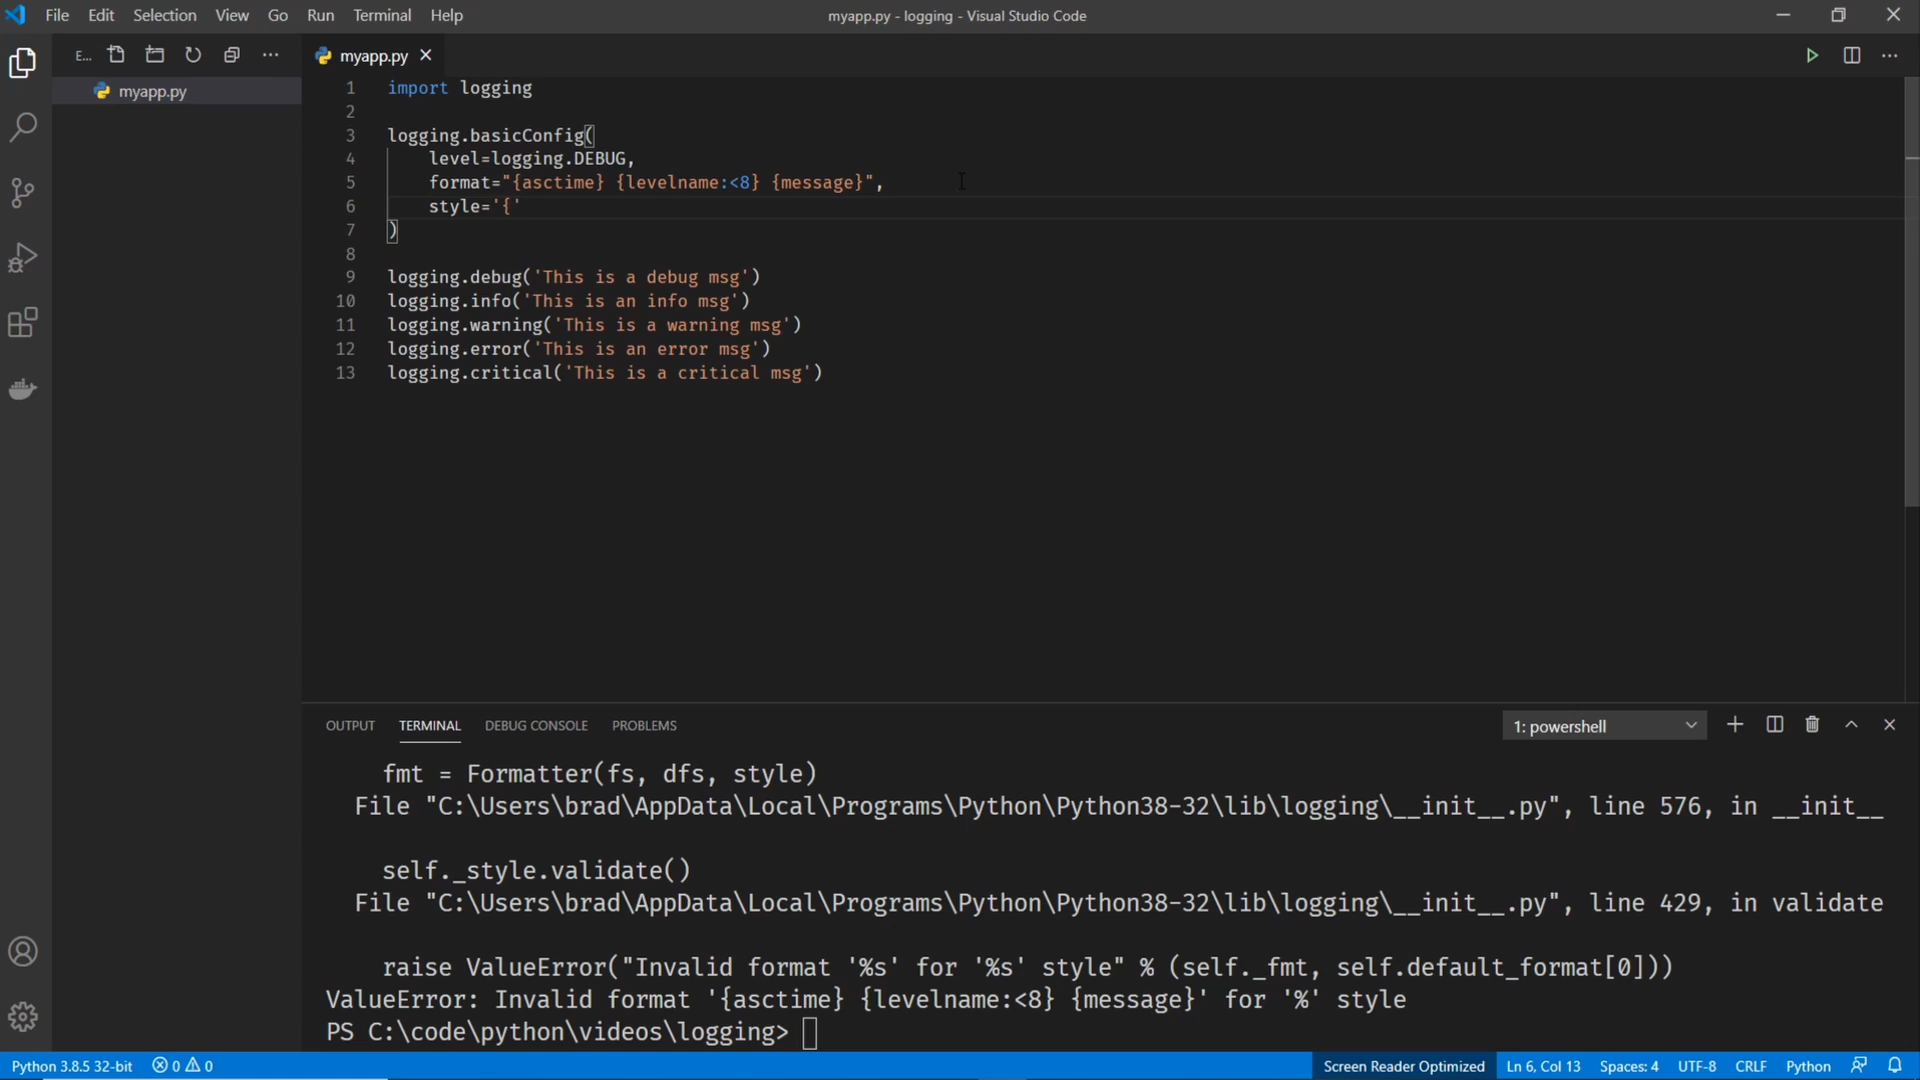 File Edit Selection View Go Run Terminal Help
myapp.py - logging - Visual Studio Code
E...
myapp.py
myapp.py
1 import logging
2
3 logging.basicConfig(
4 level=logging.DEBUG,
5 format="{asctime} {levelname:<8} {message}",
6 style='{'
7 )
8
9 logging.debug('This is a debug msg')
10 logging.info('This is an info msg')
11 logging.warning('This is a warning msg')
12 logging.error('This is an error msg')
13 logging.critical('This is a critical msg')
OUTPUT TERMINAL DEBUG CONSOLE PROBLEMS
1: powershell
fmt = Formatter(fs, dfs, style)
File "C:\Users\brad\AppData\Local\Programs\Python\Python38-32\lib\logging\__init__.py", line 576, in __init__
self._style.validate()
File "C:\Users\brad\AppData\Local\Programs\Python\Python38-32\lib\logging\__init__.py", line 429, in validate
raise ValueError("Invalid format '%s' for '%s' style" % (self._fmt, self.default_format[0]))
ValueError: Invalid format '{asctime} {levelname:<8} {message}' for '%' style
PS C:\code\python\videos\logging>
Python 3.8.5 32-bit 0 0 Screen Reader Optimized Ln 6, Col 13 Spaces: 4 UTF-8 CRLF Python